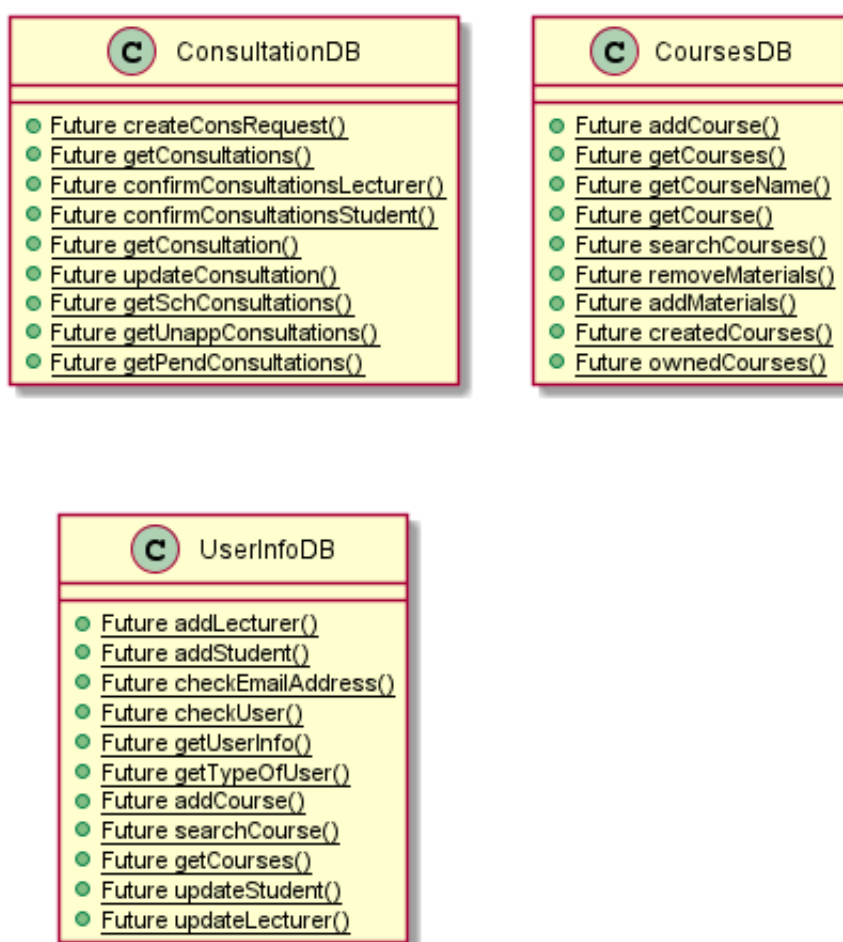 C ConsultationDB
Future createConsRequest()
Future getConsultations()
Future confirmConsultationsLecturer()
Future confirmConsultationsStudent()
Future getConsultation()
Future updateConsultation()
Future getSchConsultations()
Future getUnappConsultations()
Future getPendConsultations()
C CoursesDB
Future addCourse()
Future getCourses()
Future getCourseName()
Future getCourse()
Future searchCourses()
Future removeMaterials()
Future addMaterials()
Future createdCourses()
Future ownedCourses()
C UserInfoDB
Future addLecturer()
Future addStudent()
Future checkEmailAddress()
Future checkUser()
Future getUserInfo()
Future getTypeOfUser()
Future addCourse()
Future searchCourse()
Future getCourses()
Future updateStudent()
Future updateLecturer()